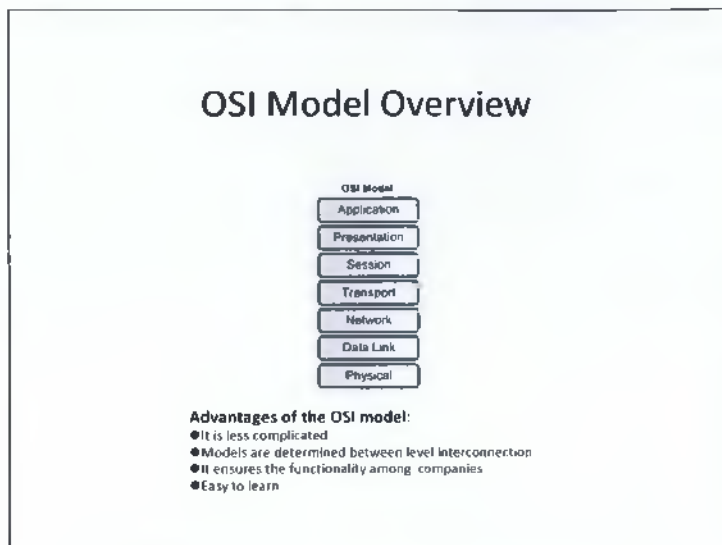 OSI Model Overview
OSI Model
Application
Presentation
Session
Transport
Network
Data Link
Physical
Advantages of the OSI model:
●It is less complicated
●Models are determined between level interconnection
●It ensures the functionality among companies
●Easy to learn